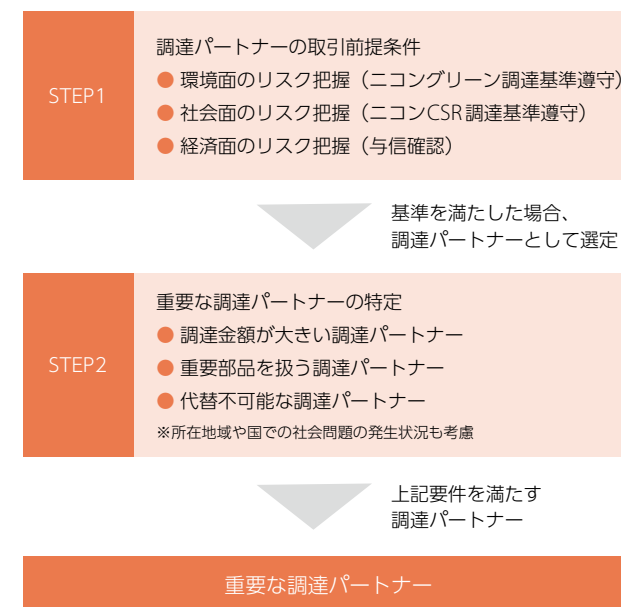 STEP1
調達パートナーの取引前提条件
● 環境面のリスク把握（ニコングリーン調達基準遵守）
● 社会面のリスク把握（ニコンCSR調達基準遵守）
● 経済面のリスク把握（与信確認）
基準を満たした場合、
調達パートナーとして選定
STEP2
重要な調達パートナーの特定
● 調達金額が大きい調達パートナー
● 重要部品を扱う調達パートナー
● 代替不可能な調達パートナー
※所在地域や国での社会問題の発生状況も考慮
上記要件を満たす
調達パートナー
重要な調達パートナー